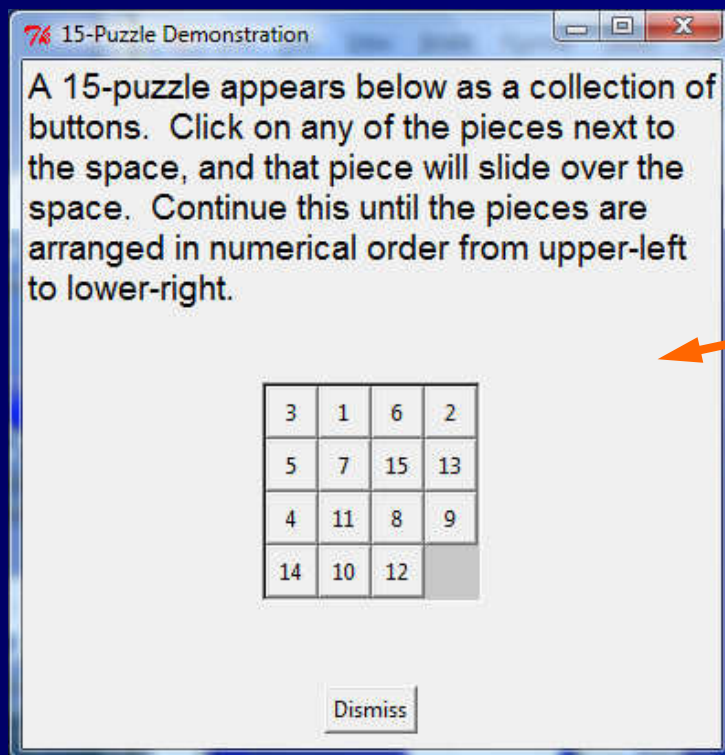 15-Puzzle Demonstration
A 15-puzzle appears below as a collection of
buttons. Click on any of the pieces next to
the space, and that piece will slide over the
space. Continue this until the pieces are
arranged in numerical order from upper-left
to lower-right.
3 1 6 2
5 7 15 13
4 11 8 9
14 10 12
Dismiss